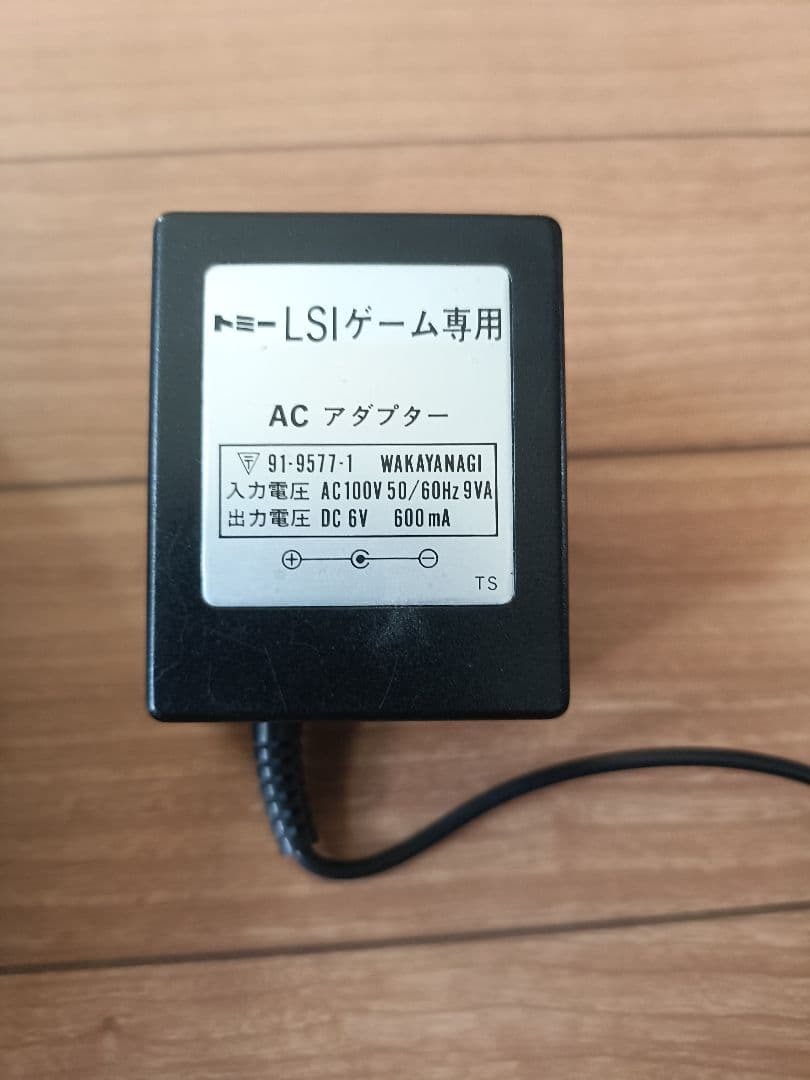 トミーLSIゲーム専用
AC アダプター
〒 91-9577-1 WAKAYANAGI
入力電圧 AC100V 50/60Hz 9VA
出力電圧 DC 6V 600mA
+ −
TS